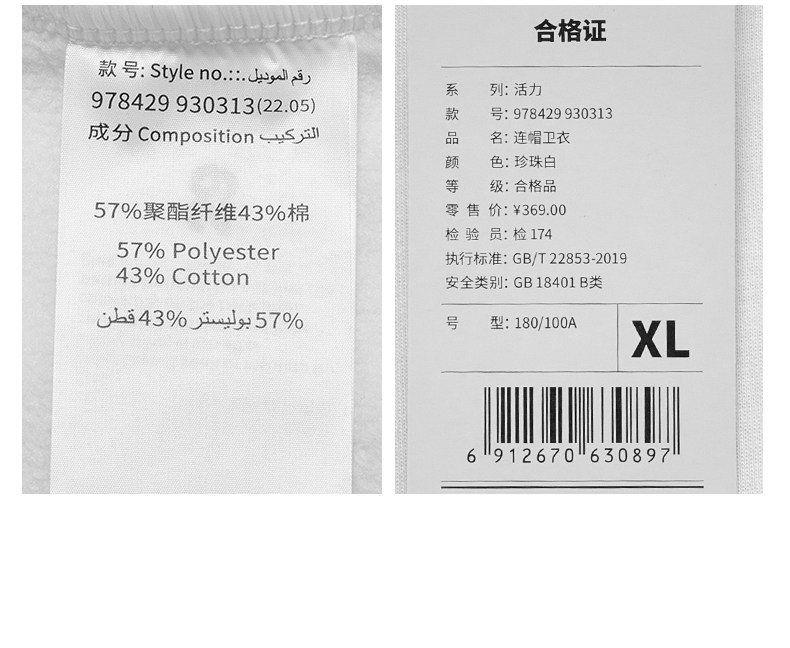 款号: Style no.::. رقم الموديل
978429 930313(22.05)
成分 Composition التركيب
57%聚酯纤维43%棉
57% Polyester
43% Cotton
57% بوليستر 43% قطن
合格证
系列: 活力
款号: 978429 930313
品名: 连帽卫衣
颜色: 珍珠白
等级: 合格品
零售价: ¥369.00
检验员: 检 174
执行标准: GB/T 22853-2019
安全类别: GB 18401 B类
号型: 180/100A
XL
6 912670 630897